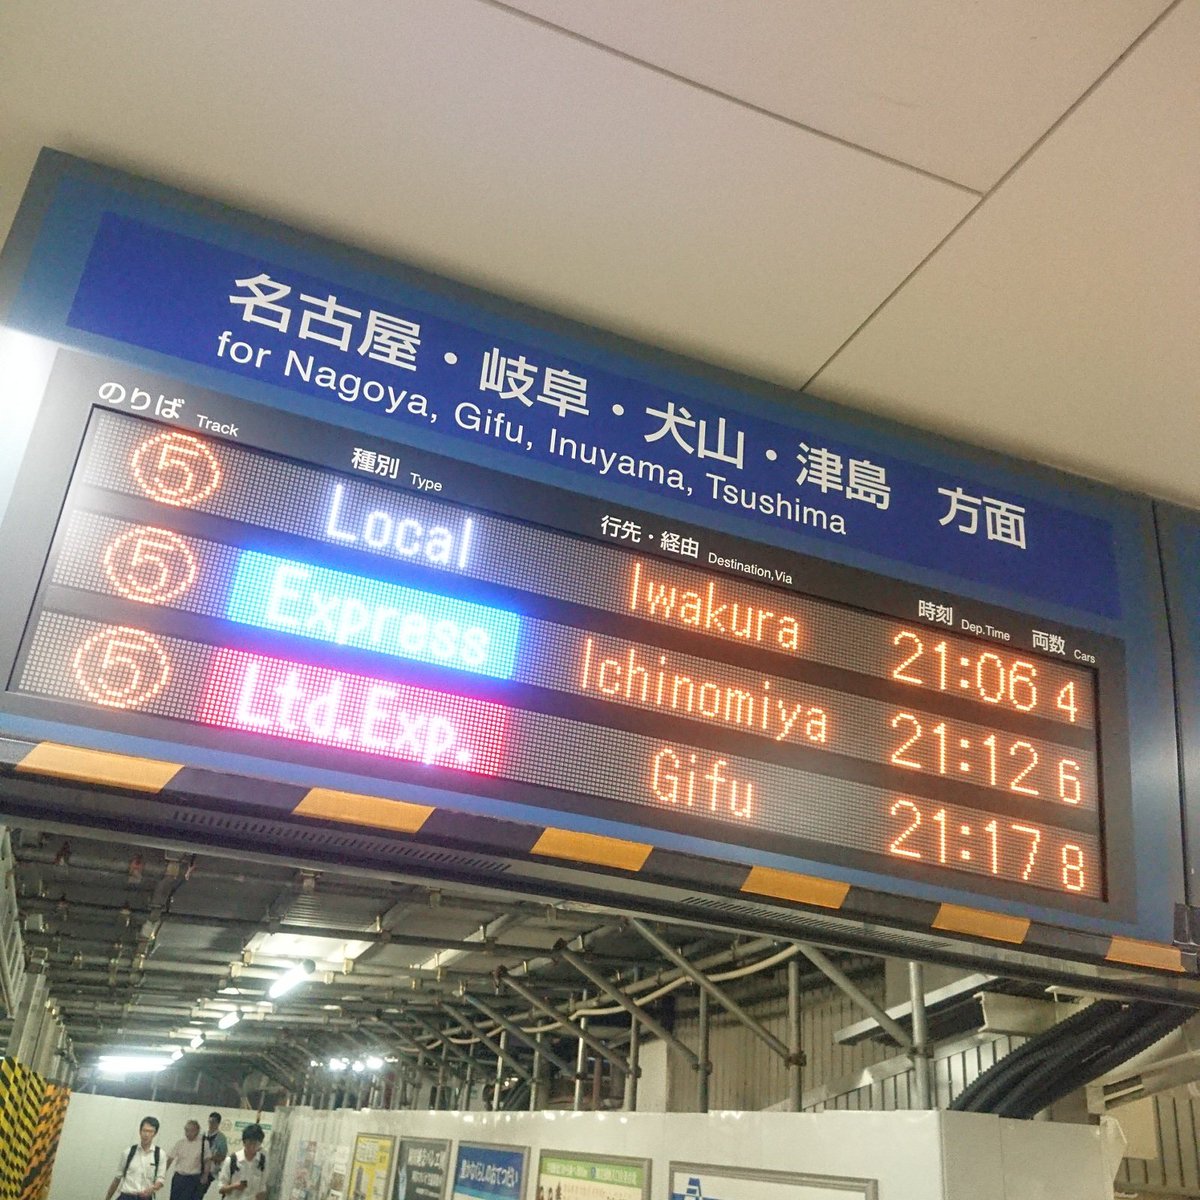 名古屋・岐阜・犬山・津島 方面
for Nagoya, Gifu, Inuyama, Tsushima
のりば Track 種別 Type 行先・経由 Destination,Via 時刻 Dep.Time 両数 Cars
⑤ Local Iwakura 21:06 4
⑤ Express Ichinomiya 21:12 6
⑤ Ltd.Exp. Gifu 21:17 8